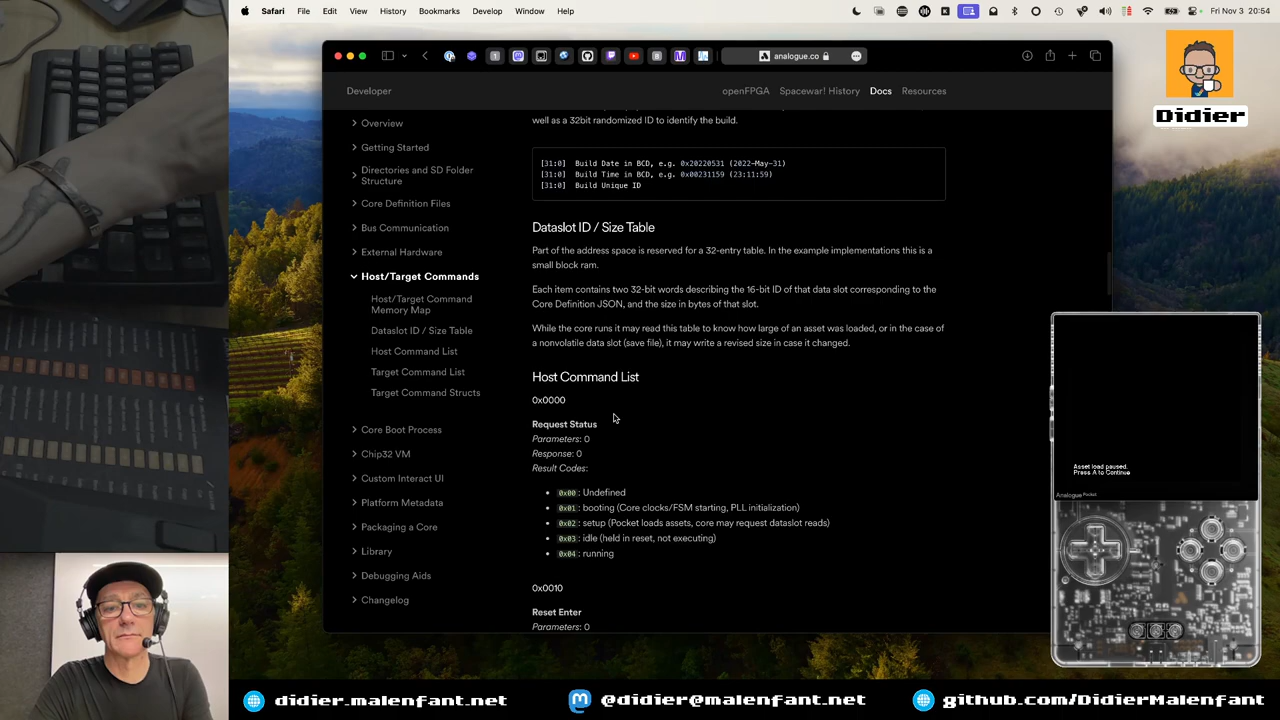 Safari File Edit View History Bookmarks Develop Window Help
Fri Nov 3 20:54
analogue.co
Developer
openFPGA Spacewar! History Docs Resources
Overview
Getting Started
Directories and SD Folder
Structure
Core Definition Files
Bus Communication
External Hardware
Host/Target Commands
Host/Target Command
Memory Map
Dataslot ID / Size Table
Host Command List
Target Command List
Target Command Structs
Core Boot Process
Chip32 VM
Custom Interact UI
Platform Metadata
Packaging a Core
Library
Debugging Aids
Changelog
well as a 32bit randomized ID to identify the build.
[31:0] Build Date in BCD, e.g. 0x20220531 (2022-May-31)
[31:0] Build Time in BCD, e.g. 0x00231159 (23:11:59)
[31:0] Build Unique ID
Dataslot ID / Size Table
Part of the address space is reserved for a 32-entry table. In the example implementations this is a
small block ram.
Each item contains two 32-bit words describing the 16-bit ID of that data slot corresponding to the
Core Definition JSON, and the size in bytes of that slot.
While the core runs it may read this table to know how large of an asset was loaded, or in the case of
a nonvolatile data slot (save file), it may write a revised size in case it changed.
Host Command List
0x0000
Request Status
Parameters: 0
Response: 0
Result Codes:
• 0x00: Undefined
• 0x01: booting (Core clocks/FSM starting, PLL initialization)
• 0x02: setup (Pocket loads assets, core may request dataslot reads)
• 0x03: idle (held in reset, not executing)
• 0x04: running
0x0010
Reset Enter
Parameters: 0
Didier
Asset load paused.
Press A to Continue
Analogue Pocket
didier.malenfant.net
@didier@malenfant.net
github.com/DidierMalenfant